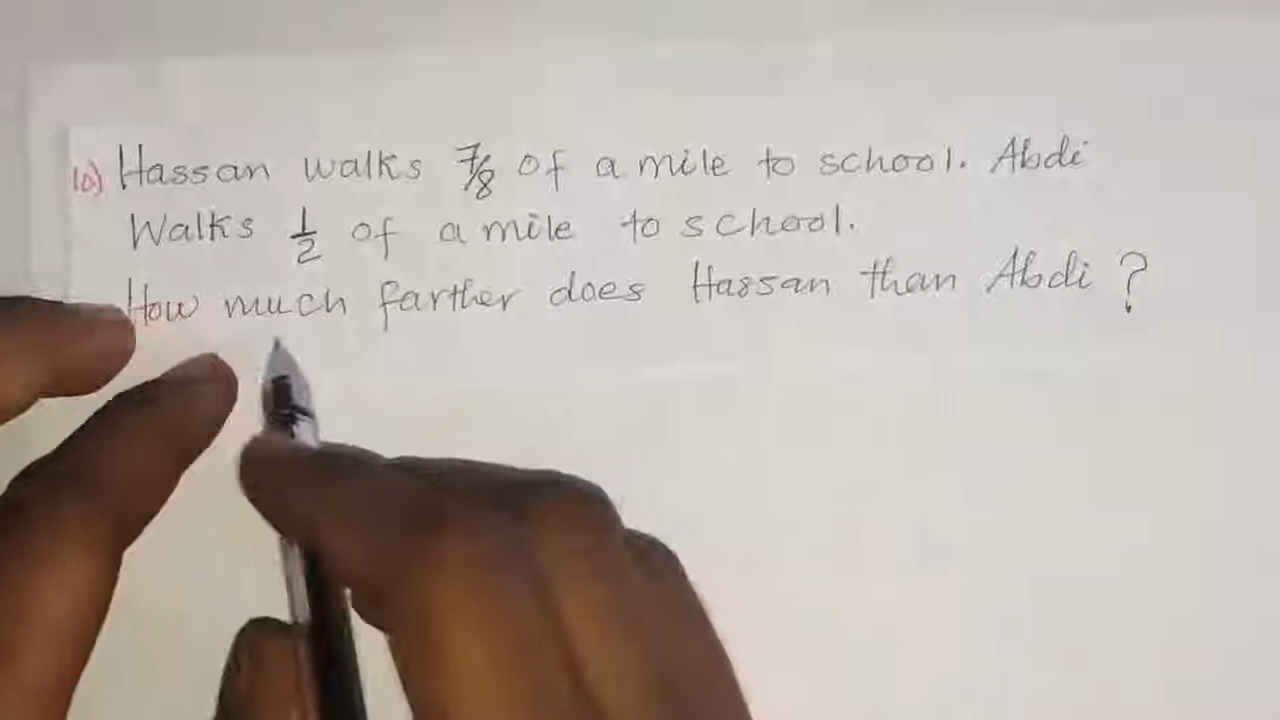 10) Hassan walks 7/8 of a mile to school. Abdi
Walks 1/2 of a mile to school.
How much farther does Hassan than Abdi ?